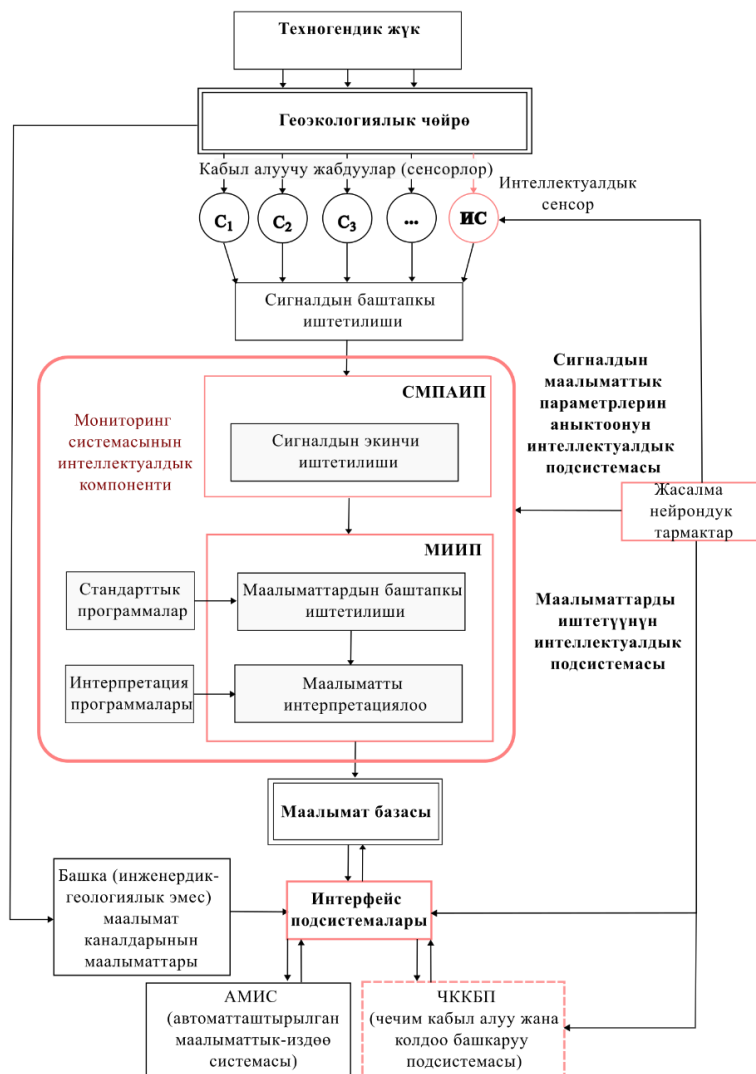 Техногендик жүк
Геоэкологиялык чөйрө
Кабыл алуучу жабдуулар (сенсорлор)
Интеллектуалдык
сенсор
C₁
C₂
C₃
...
ИС
Сигналдын баштапкы
иштетилиши
СМПАИП
Сигналдын экинчи
иштетилиши
Мониторинг
системасынын
интеллектуалдык
компоненти
Сигналдын
маалыматтык
параметрлерин
аныктоонун
интеллектуалдык
подсистемасы
Жасалма
нейрондук
тармактар
МИИП
Стандарттык
программалар
Маалыматтардын баштапкы
иштетилиши
Интерпретация
программалары
Маалыматты
интерпретациялоо
Маалыматтарды
иштетүүнүн
интеллектуалдык
подсистемасы
Маалымат базасы
Башка (инженердик-
геологиялык эмес)
маалымат
каналдарынын
маалыматтары
Интерфейс
подсистемалары
АМИС
(автоматташтырылган
маалыматтык-издөө
системасы)
ЧККБП
(чечим кабыл алуу жана
колдоо башкаруу
подсистемасы)